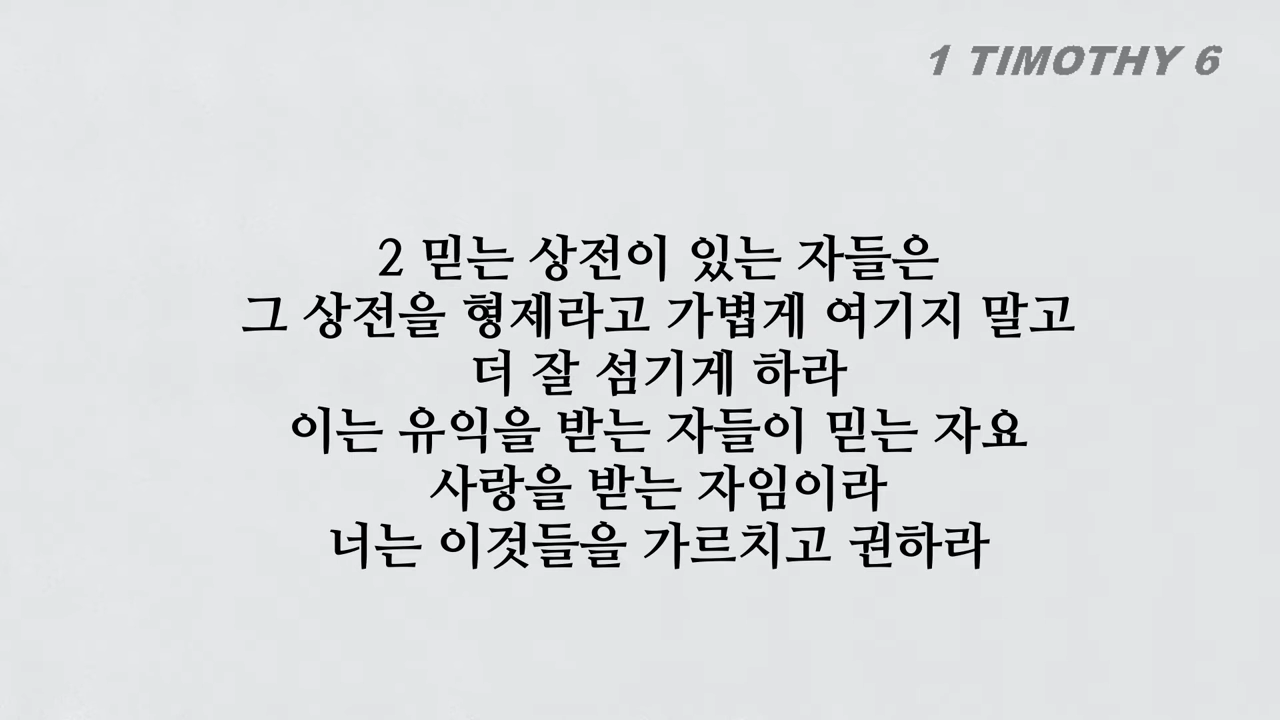 1 TIMOTHY 6
2 믿는 상전이 있는 자들은
그 상전을 형제라고 가볍게 여기지 말고
더 잘 섬기게 하라
이는 유익을 받는 자들이 믿는 자요
사랑을 받는 자임이라
너는 이것들을 가르치고 권하라